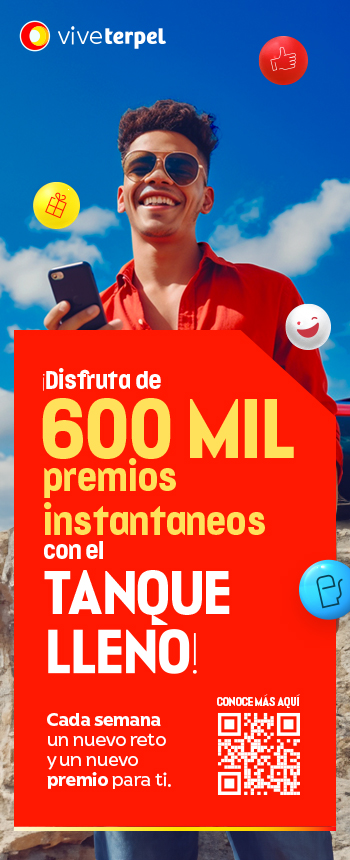 viveterpel
¡Disfruta de
600 MIL
premios
instantaneos
con el
TANQUE
LLENO!
CONOCE MÁS AQUÍ
Cada semana
un nuevo reto
y un nuevo
premio para ti.